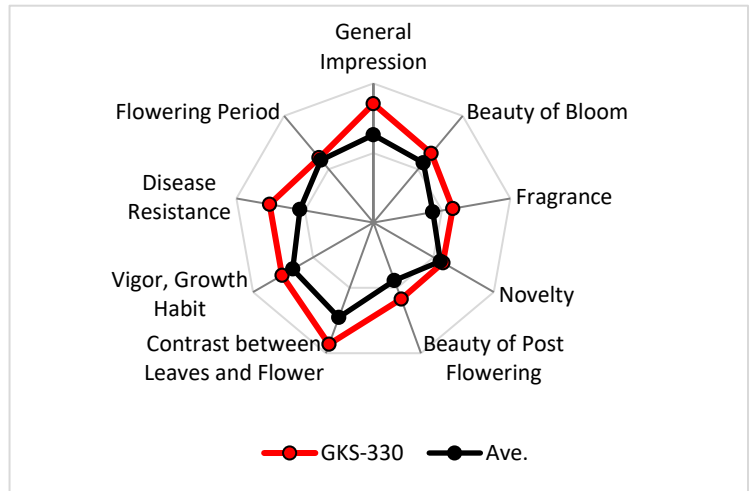 General
Impression
Beauty of Bloom
Fragrance
Novelty
Beauty of Post
Flowering
Contrast between
Leaves and Flower
Vigor, Growth
Habit
Disease
Resistance
Flowering Period
GKS-330
Ave.